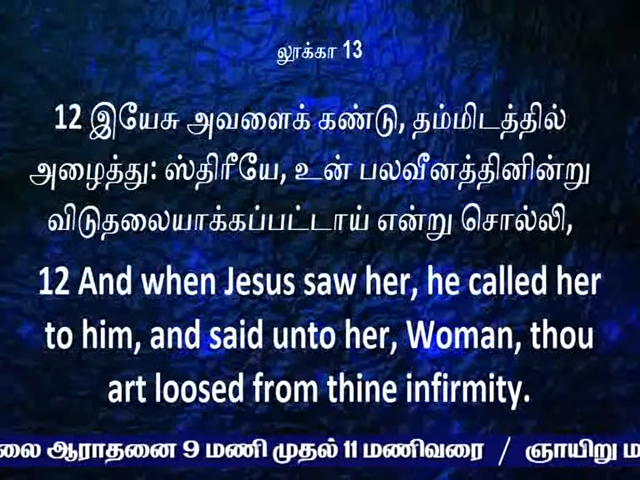 லூக்கா 13
12 இயேசு அவளைக் கண்டு, தம்மிடத்தில்
அழைத்து: ஸ்திரீயே, உன் பலவீனத்தினின்று
விடுதலையாக்கப்பட்டாய் என்று சொல்லி,
12 And when Jesus saw her, he called her
to him, and said unto her, Woman, thou
art loosed from thine infirmity.
ஆராதனை 9 மணி முதல் 11 மணிவரை / ஞாயிறு